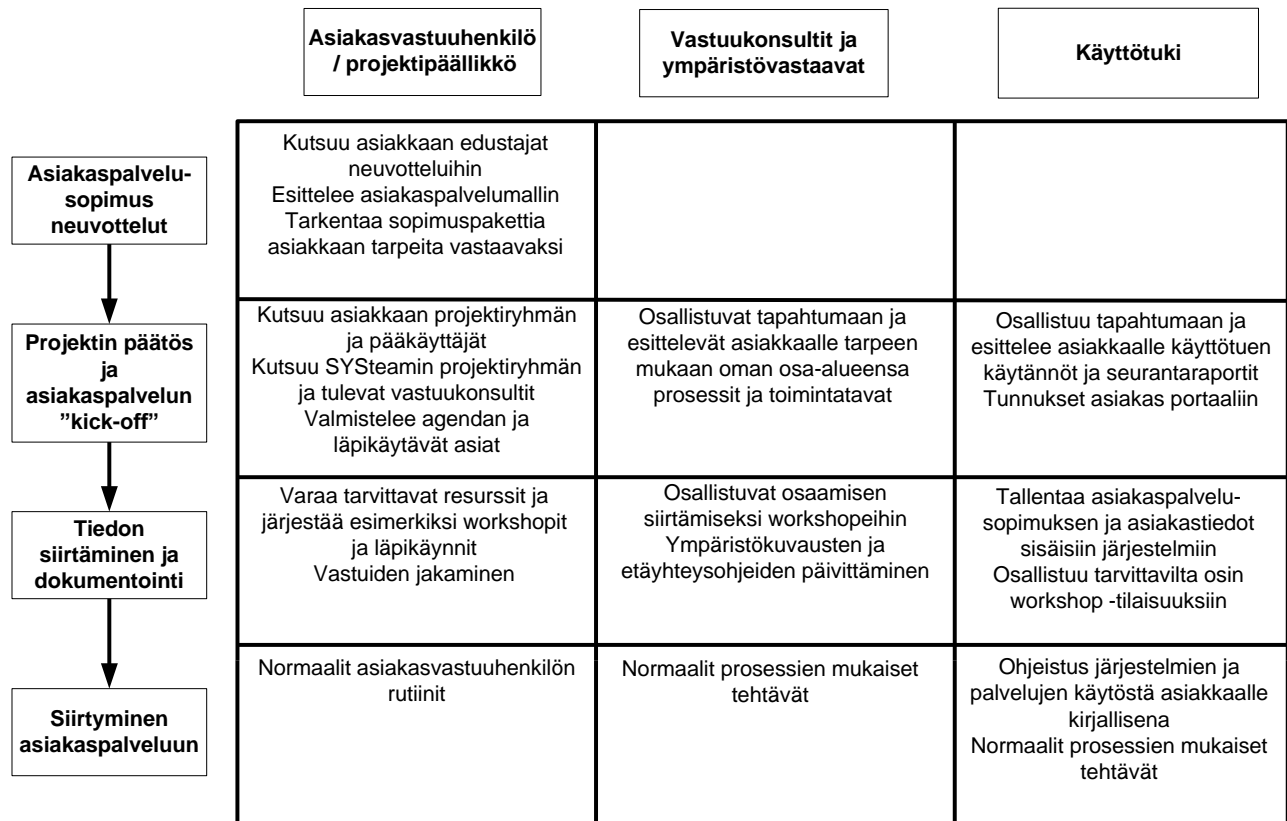 Asiakasvastuuhenkilö
/ projektipäällikkö
Vastuukonsultit ja
ympäristövastaavat
Käyttötuki
Asiakaspalvelu-
sopimus
neuvottelut
Kutsuu asiakkaan edustajat
neuvotteluihin
Esittelee asiakaspalvelumallin
Tarkentaa sopimuspakettia
asiakkaan tarpeita vastaavaksi
Projektin päätös
ja
asiakaspalvelun
”kick-off”
Kutsuu asiakkaan projektiryhmän
ja pääkäyttäjät
Kutsuu SYSteamin projektiryhmän
ja tulevat vastuukonsultit
Valmistelee agendan ja
läpikäytävät asiat
Osallistuvat tapahtumaan ja
esittelevät asiakkaalle tarpeen
mukaan oman osa-alueensa
prosessit ja toimintatavat
Osallistuu tapahtumaan ja
esittelee asiakkaalle käyttötuen
käytännöt ja seurantaraportit
Tunnukset asiakas portaaliin
Tiedon
siirtäminen ja
dokumentointi
Varaa tarvittavat resurssit ja
järjestää esimerkiksi workshopit
ja läpikäynnit
Vastuiden jakaminen
Osallistuvat osaamisen
siirtämiseksi workshopeihin
Ympäristökuvausten ja
etäyhteysohjeiden päivittäminen
Tallentaa asiakaspalvelu-
sopimuksen ja asiakastiedot
sisäisiin järjestelmiin
Osallistuu tarvittavilta osin
workshop -tilaisuuksiin
Siirtyminen
asiakaspalveluun
Normaalit asiakasvastuuhenkilön
rutiinit
Normaalit prosessien mukaiset
tehtävät
Ohjeistus järjestelmien ja
palvelujen käytöstä asiakkaalle
kirjallisena
Normaalit prosessien mukaiset
tehtävät